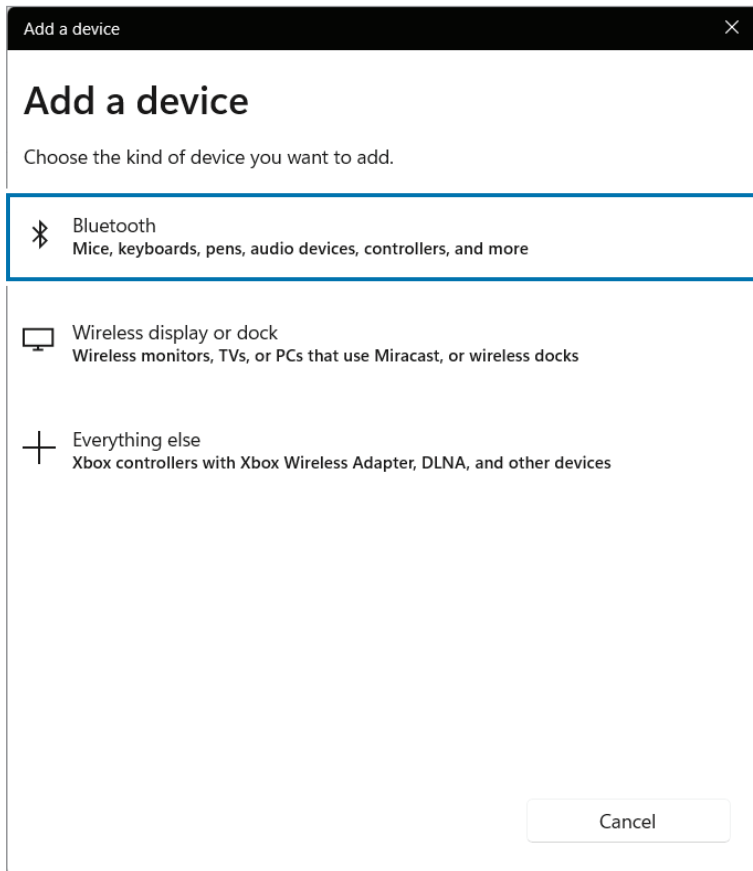 Add a device
Add a device
Choose the kind of device you want to add.
Bluetooth
Mice, keyboards, pens, audio devices, controllers, and more
Wireless display or dock
Wireless monitors, TVs, or PCs that use Miracast, or wireless docks
Everything else
Xbox controllers with Xbox Wireless Adapter, DLNA, and other devices
Cancel